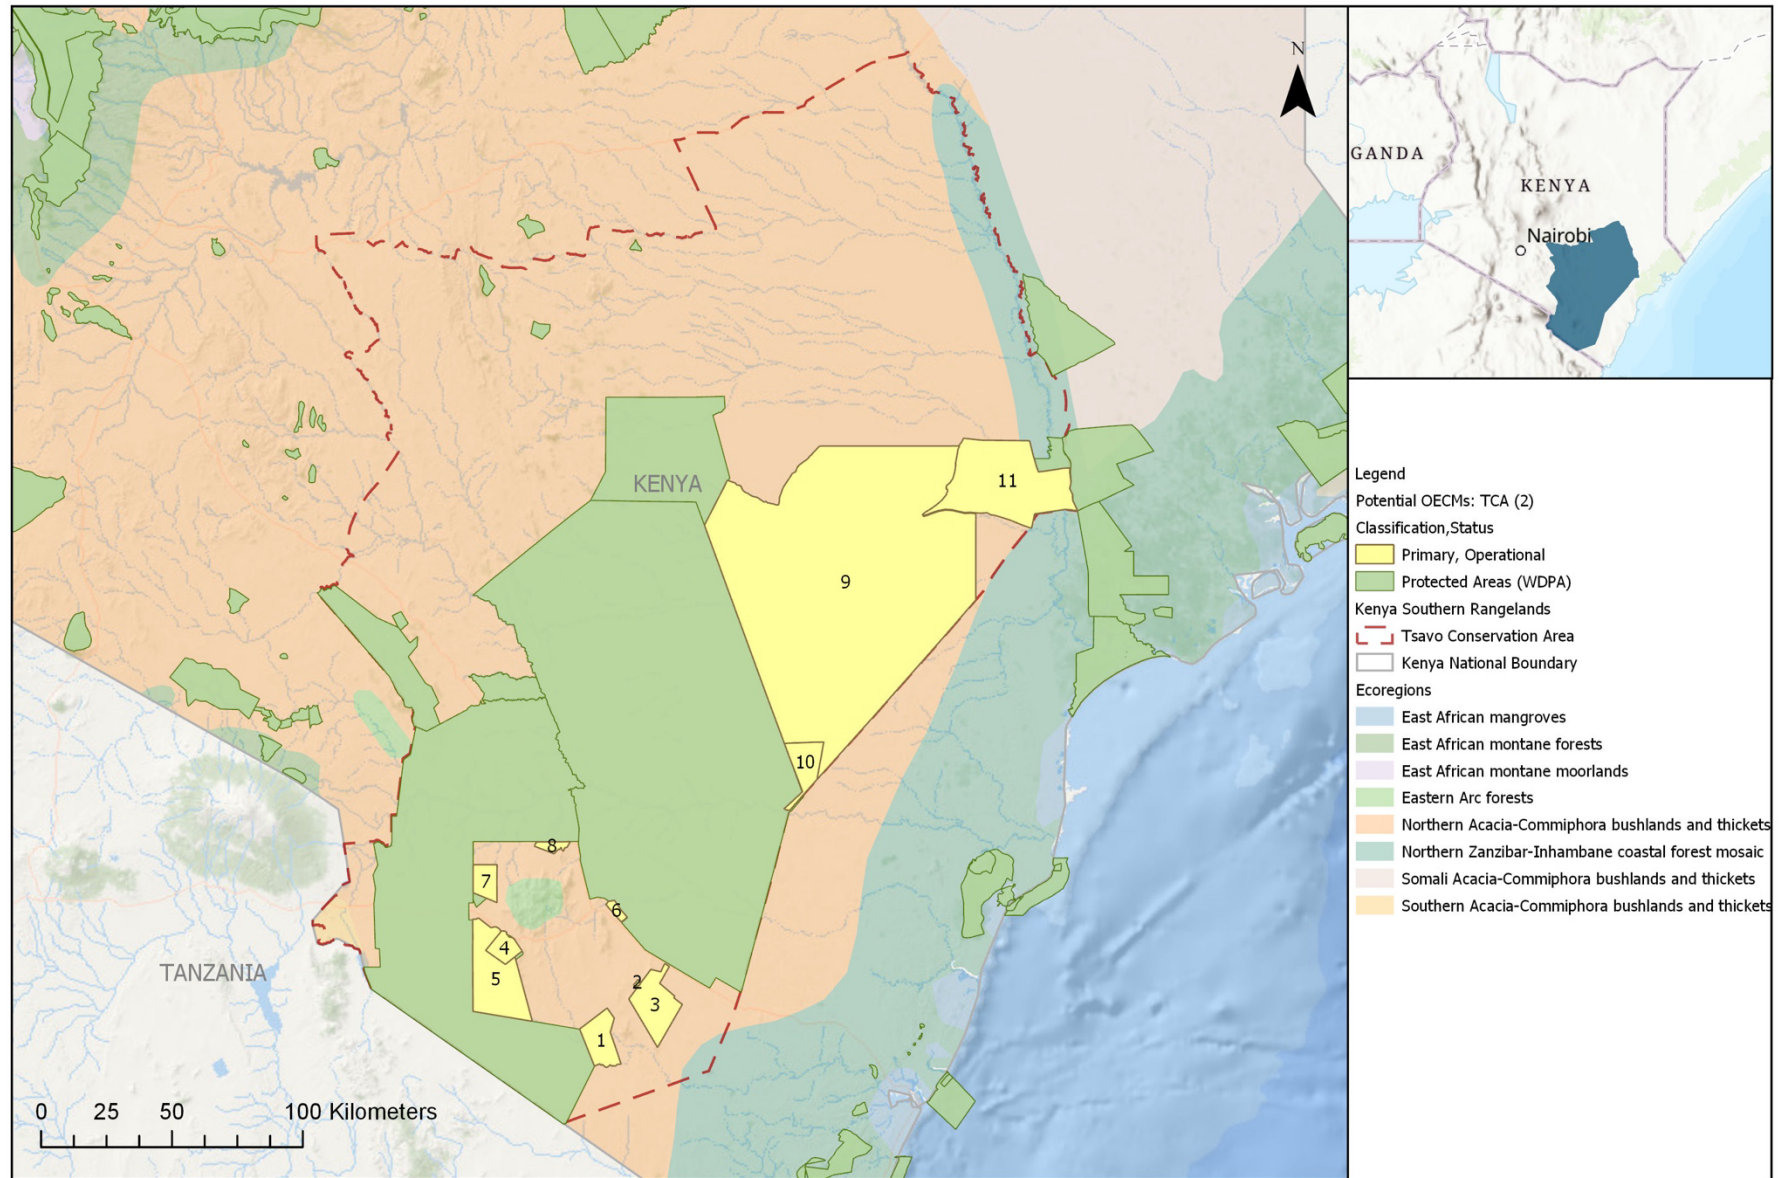 N
KENYA
11
9
10
8
7
6
4
5
2
3
1
TANZANIA
0 25 50 100 Kilometers
GANDA
KENYA
Nairobi
Legend
Potential OECMs: TCA (2)
Classification,Status
Primary, Operational
Protected Areas (WDPA)
Kenya Southern Rangelands
Tsavo Conservation Area
Kenya National Boundary
Ecoregions
East African mangroves
East African montane forests
East African montane moorlands
Eastern Arc forests
Northern Acacia-Commiphora bushlands and thickets
Northern Zanzibar-Inhambane coastal forest mosaic
Somali Acacia-Commiphora bushlands and thickets
Southern Acacia-Commiphora bushlands and thickets